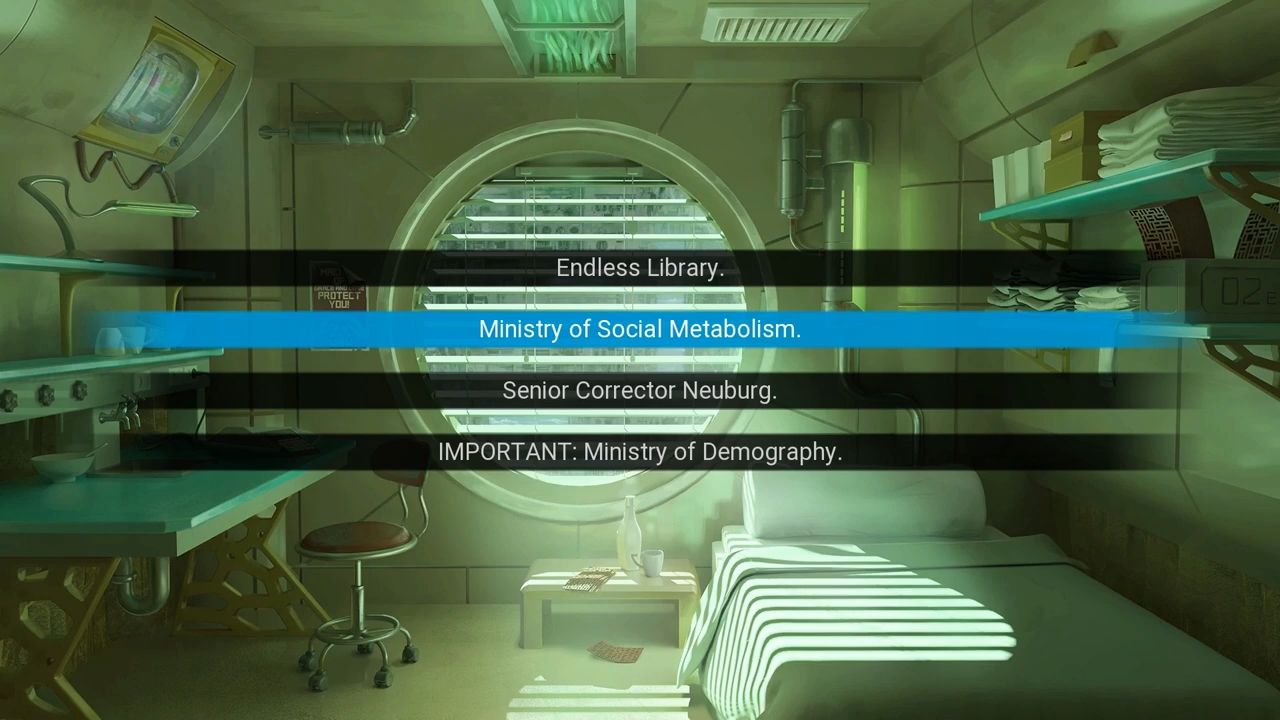 Endless Library.
Ministry of Social Metabolism.
PROTECT
YOU!
Senior Corrector Neuburg.
IMPORTANT: Ministry of Demography.
02